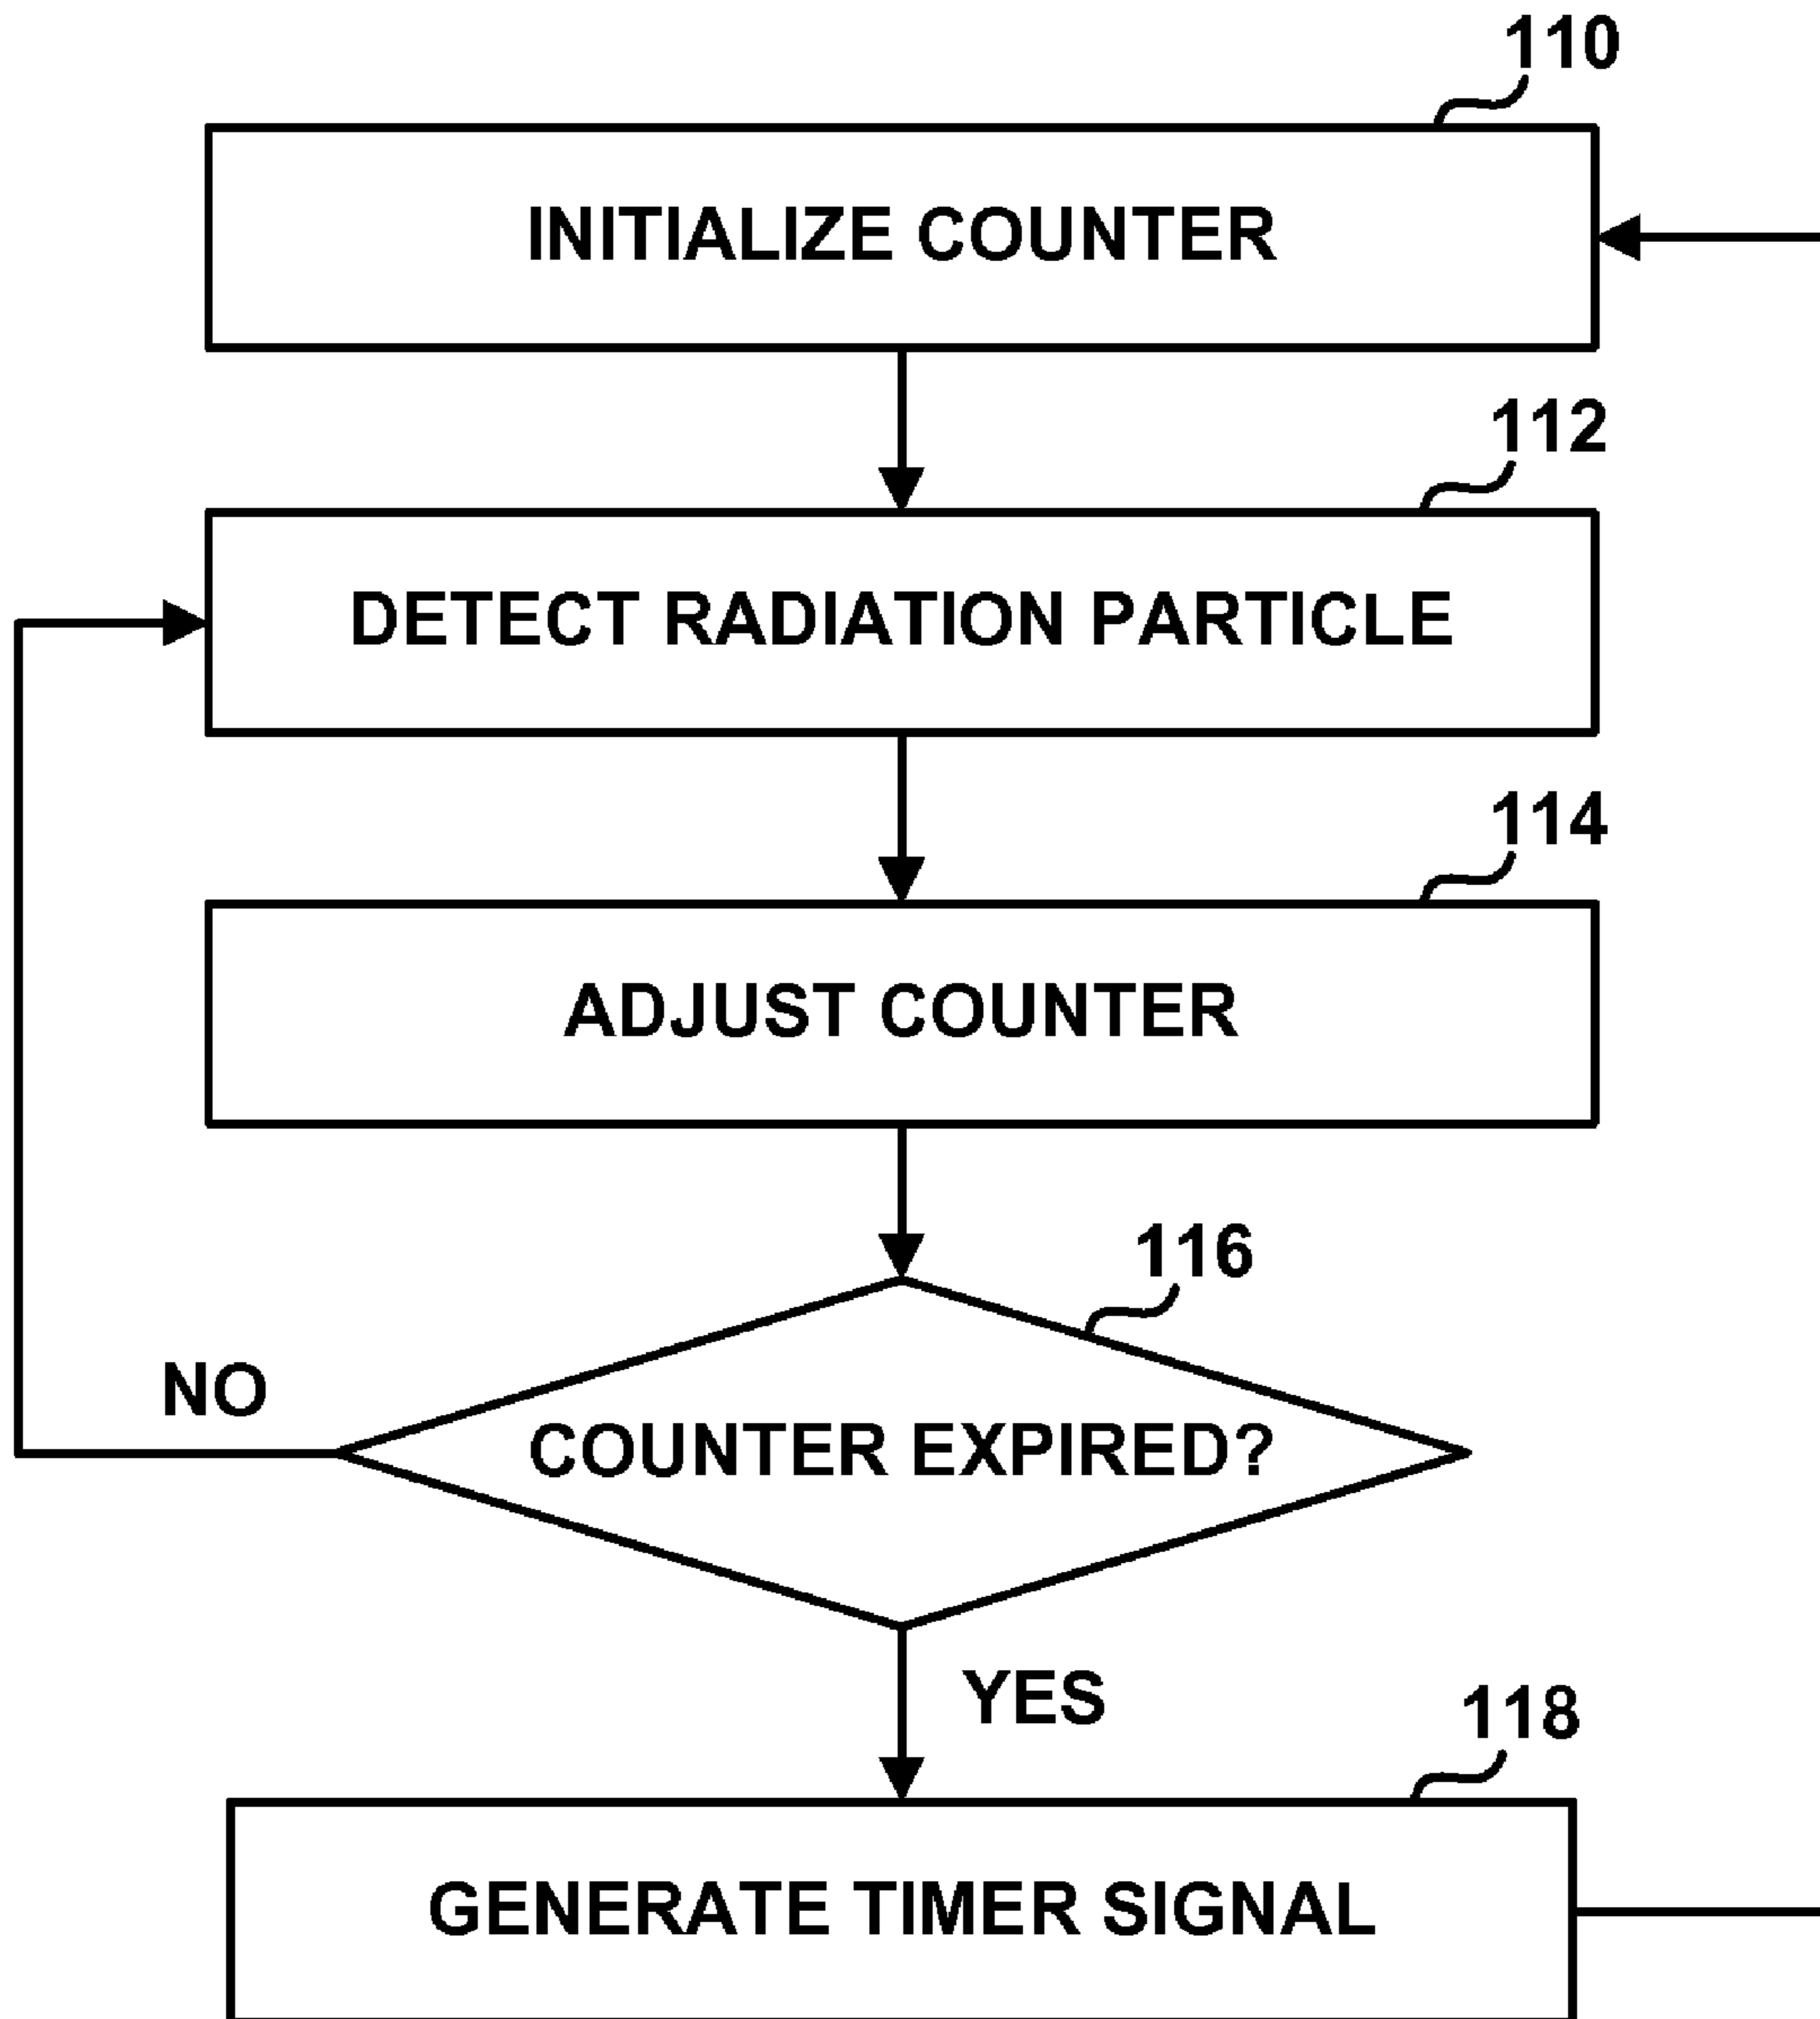 110
INITIALIZE COUNTER
112
DETECT RADIATION PARTICLE
114
ADJUST COUNTER
116
NO
COUNTER EXPIRED?
YES
118
GENERATE TIMER SIGNAL